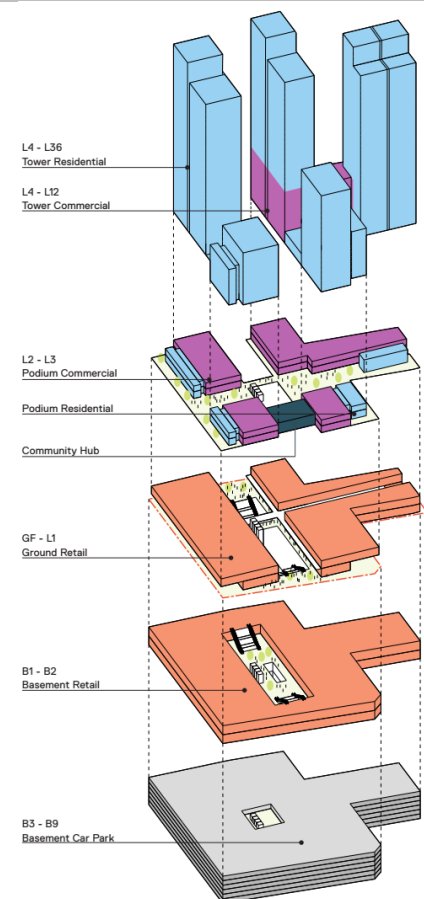 L4 - L36
Tower Residential
L4 - L12
Tower Commercial
L2 - L3
Podium Commercial
Podium Residential
Community Hub
GF - L1
Ground Retail
B1 - B2
Basement Retail
B3 - B9
Basement Car Park